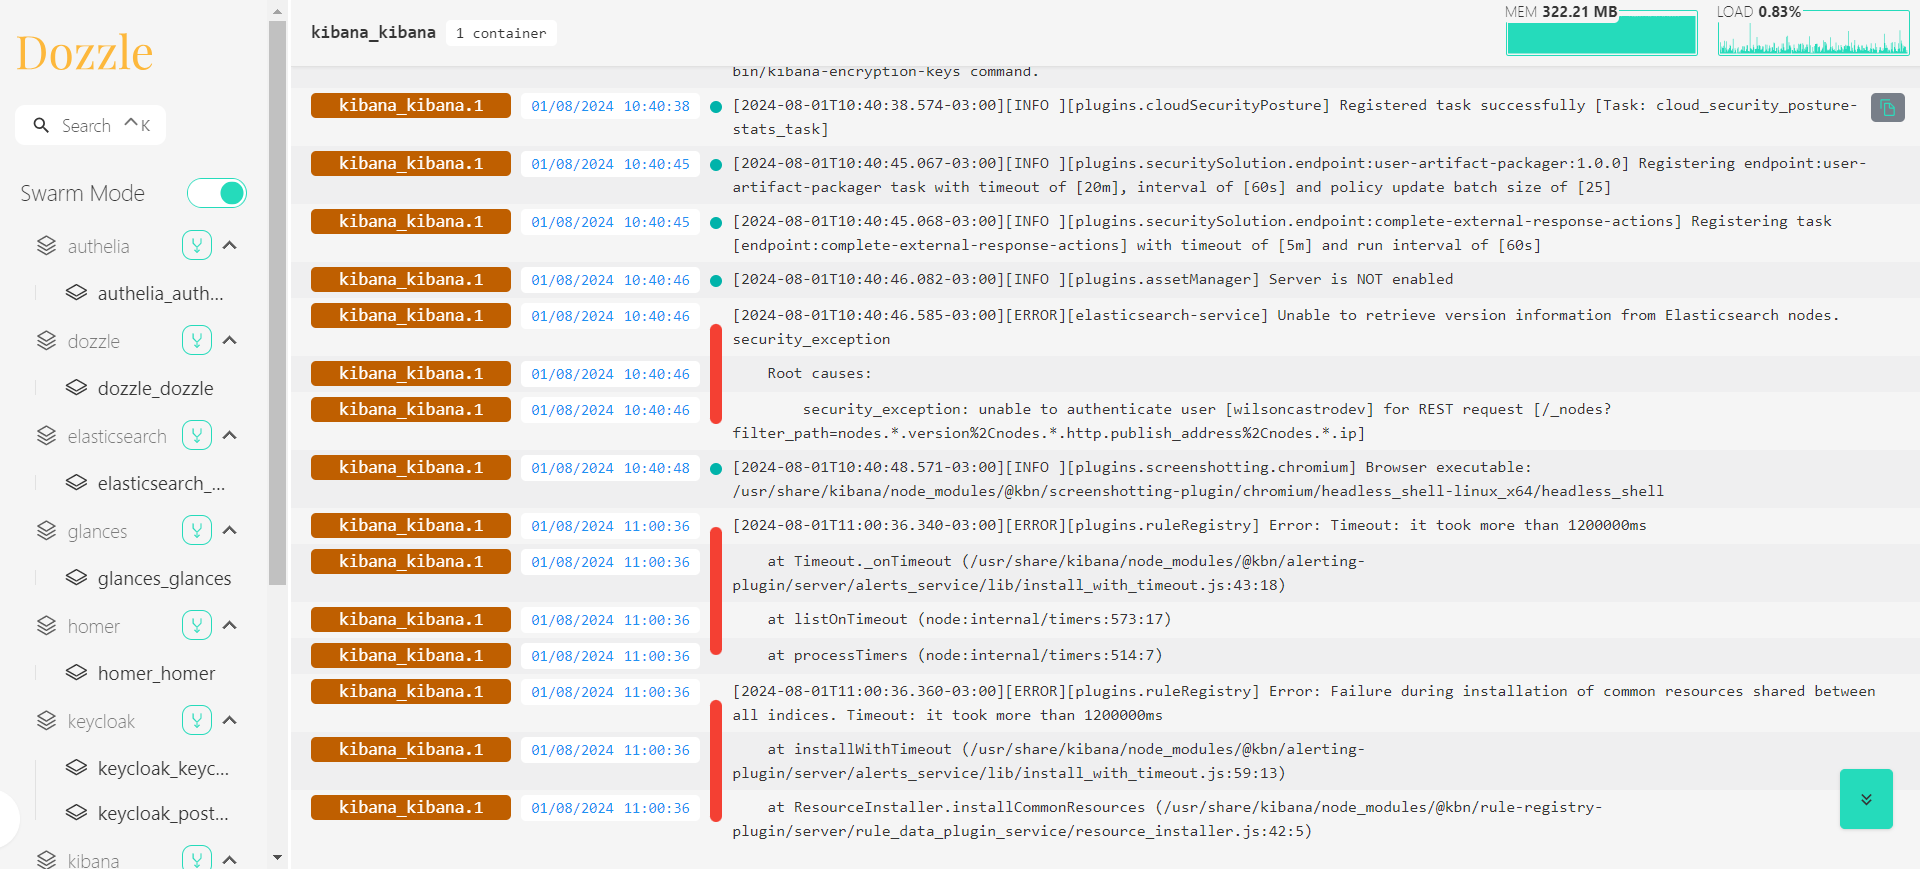 Dozzle
Search ^ K
Swarm Mode
authelia
authelia_auth...
dozzle
dozzle_dozzle
elasticsearch
elasticsearch_...
glances
glances_glances
homer
homer_homer
keycloak
keycloak_keyc...
keycloak_post...
kibana
kibana_kibana 1 container
MEM 322.21 MB
LOAD 0.83%
bin/kibana-encryption-keys command.
kibana_kibana.1 01/08/2024 10:40:38 [2024-08-01T10:40:38.574-03:00][INFO ][plugins.cloudSecurityPosture] Registered task successfully [Task: cloud_security_posture-
stats_task]
kibana_kibana.1 01/08/2024 10:40:45 [2024-08-01T10:40:45.067-03:00][INFO ][plugins.securitySolution.endpoint:user-artifact-packager:1.0.0] Registering endpoint:user-
artifact-packager task with timeout of [20m], interval of [60s] and policy update batch size of [25]
kibana_kibana.1 01/08/2024 10:40:45 [2024-08-01T10:40:45.068-03:00][INFO ][plugins.securitySolution.endpoint:complete-external-response-actions] Registering task
[endpoint:complete-external-response-actions] with timeout of [5m] and run interval of [60s]
kibana_kibana.1 01/08/2024 10:40:46 [2024-08-01T10:40:46.082-03:00][INFO ][plugins.assetManager] Server is NOT enabled
kibana_kibana.1 01/08/2024 10:40:46 [2024-08-01T10:40:46.585-03:00][ERROR][elasticsearch-service] Unable to retrieve version information from Elasticsearch nodes.
security_exception
kibana_kibana.1 01/08/2024 10:40:46 Root causes:
kibana_kibana.1 01/08/2024 10:40:46 security_exception: unable to authenticate user [wilsoncastrodev] for REST request [/_nodes?
filter_path=nodes.*.version%2Cnodes.*.http.publish_address%2Cnodes.*.ip]
kibana_kibana.1 01/08/2024 10:40:48 [2024-08-01T10:40:48.571-03:00][INFO ][plugins.screenshotting.chromium] Browser executable:
/usr/share/kibana/node_modules/@kbn/screenshotting-plugin/chromium/headless_shell-linux_x64/headless_shell
kibana_kibana.1 01/08/2024 11:00:36 [2024-08-01T11:00:36.340-03:00][ERROR][plugins.ruleRegistry] Error: Timeout: it took more than 1200000ms
kibana_kibana.1 01/08/2024 11:00:36 at Timeout._onTimeout (/usr/share/kibana/node_modules/@kbn/alerting-
plugin/server/alerts_service/lib/install_with_timeout.js:43:18)
kibana_kibana.1 01/08/2024 11:00:36 at listOnTimeout (node:internal/timers:573:17)
kibana_kibana.1 01/08/2024 11:00:36 at processTimers (node:internal/timers:514:7)
kibana_kibana.1 01/08/2024 11:00:36 [2024-08-01T11:00:36.360-03:00][ERROR][plugins.ruleRegistry] Error: Failure during installation of common resources shared between
all indices. Timeout: it took more than 1200000ms
kibana_kibana.1 01/08/2024 11:00:36 at installWithTimeout (/usr/share/kibana/node_modules/@kbn/alerting-
plugin/server/alerts_service/lib/install_with_timeout.js:59:13)
kibana_kibana.1 01/08/2024 11:00:36 at ResourceInstaller.installCommonResources (/usr/share/kibana/node_modules/@kbn/rule-registry-
plugin/server/rule_data_plugin_service/resource_installer.js:42:5)